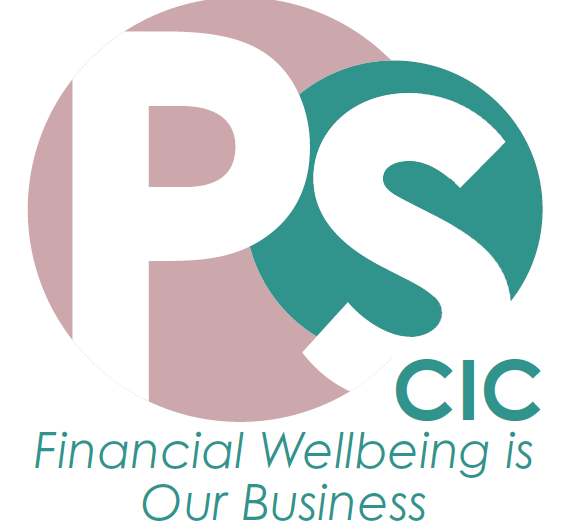 PS
CIC
Financial Wellbeing is
Our Business